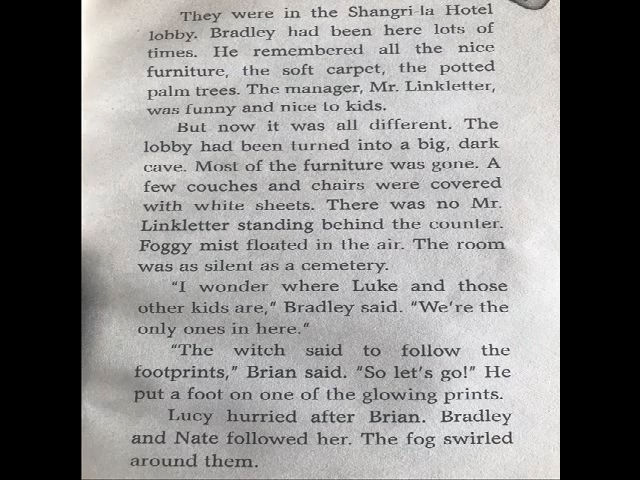 They were in the Shangri-la Hotel
lobby. Bradley had been here lots of
times. He remembered all the nice
furniture, the soft carpet, the potted
palm trees. The manager, Mr. Linkletter,
was funny and nice to kids.
But now it was all different. The
lobby had been turned into a big, dark
cave. Most of the furniture was gone. A
few couches and chairs were covered
with white sheets. There was no Mr.
Linkletter standing behind the counter.
Foggy mist floated in the air. The room
was as silent as a cemetery.
"I wonder where Luke and those
other kids are," Bradley said. "We're the
only ones in here."
"The witch said to follow the
footprints," Brian said. "So let's go!" He
put a foot on one of the glowing prints.
Lucy hurried after Brian. Bradley
and Nate followed her. The fog swirled
around them.